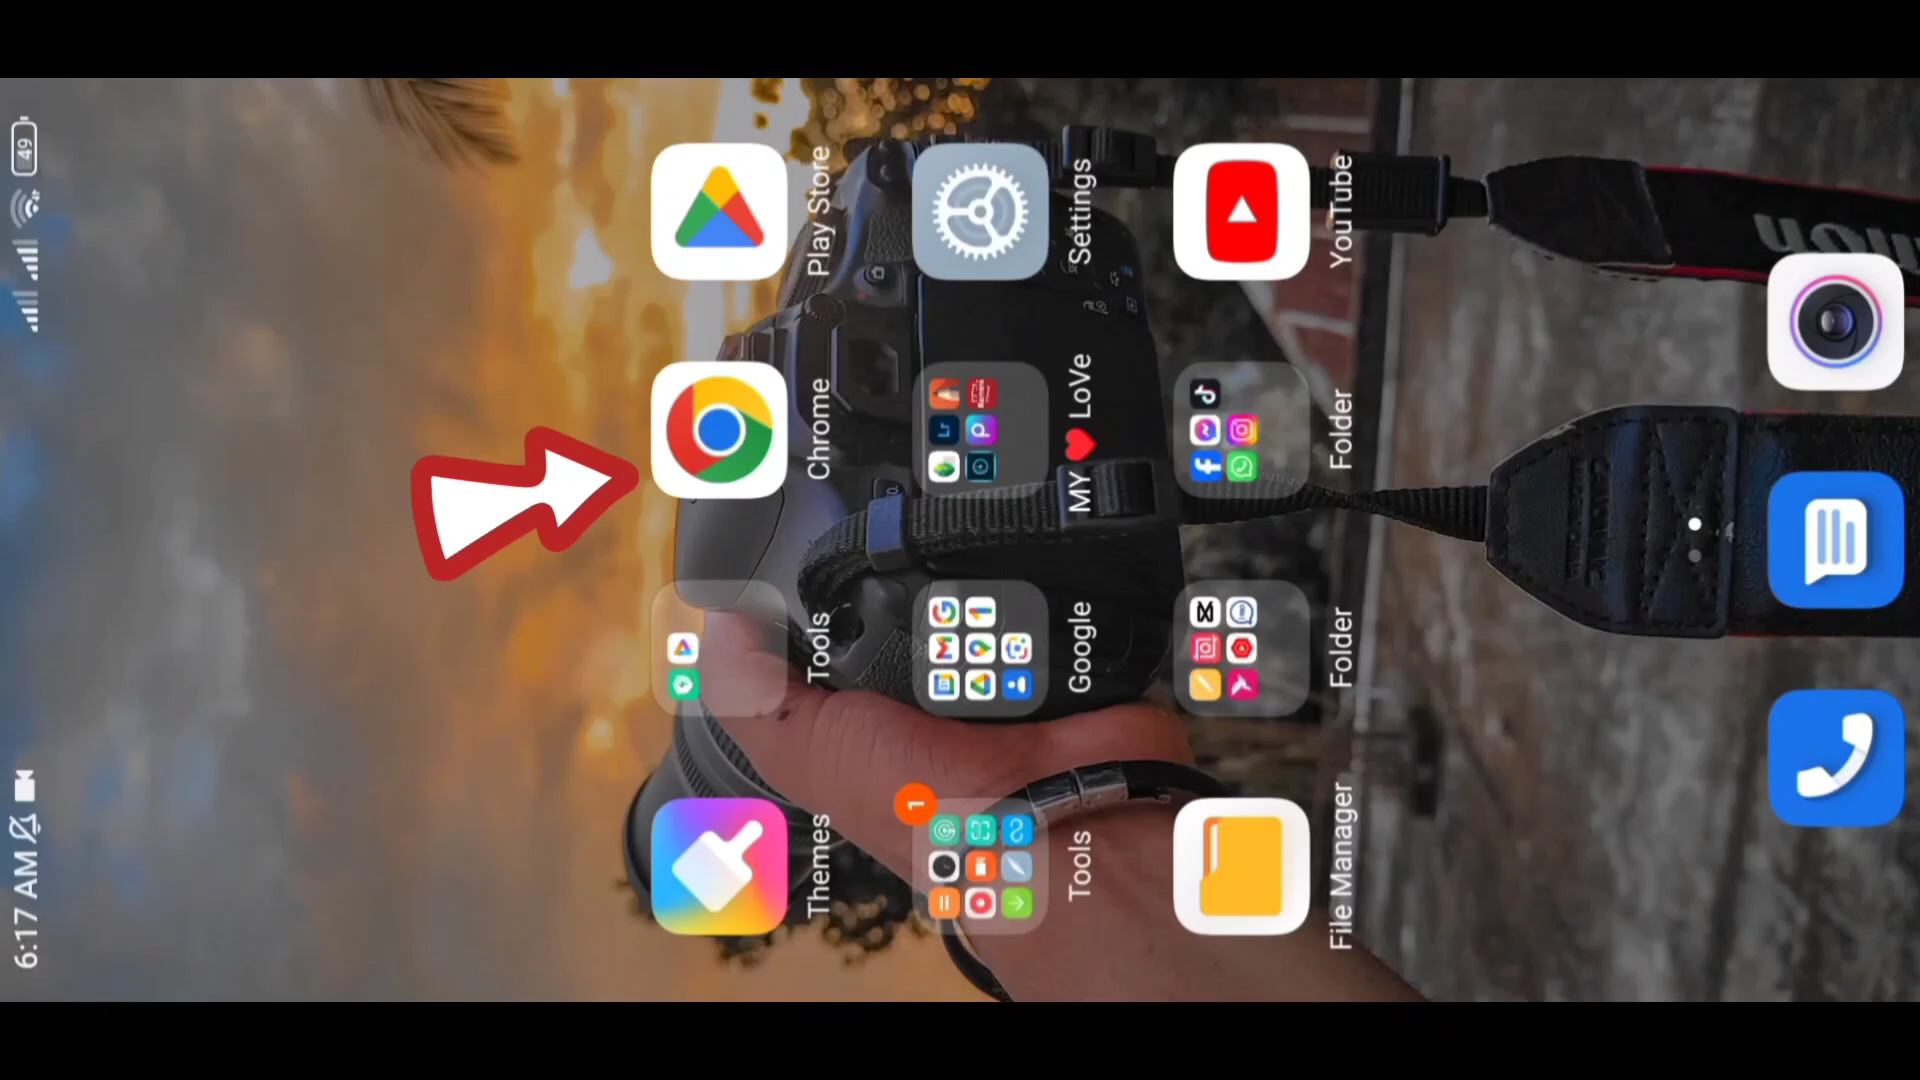 6:17 AM
49
Themes
Tools
Chrome
Play Store
1
Tools
Google
MY ❤️ LoVe
Settings
File Manager
Folder
Folder
YouTube